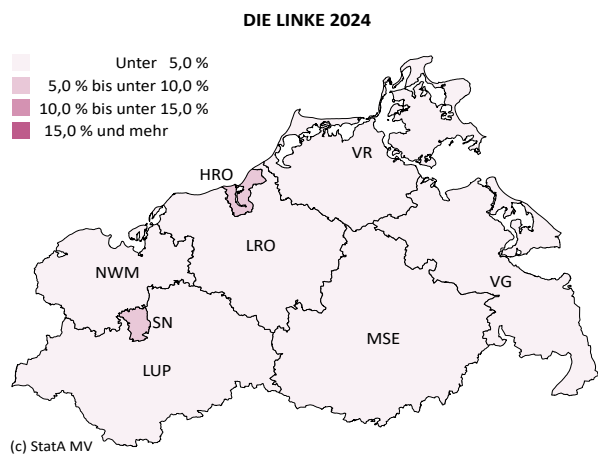 DIE LINKE 2024
Unter 5,0 %
5,0 % bis unter 10,0 %
10,0 % bis unter 15,0 %
15,0 % und mehr
VR
HRO
LRO
NWM
VG
SN
MSE
LUP
(c) StatA MV